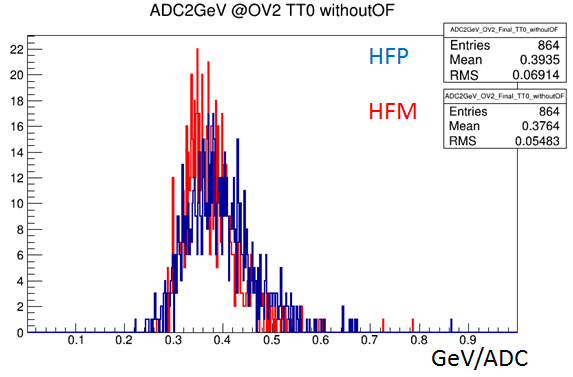 ADC2GeV @OV2 TT0 withoutOF
ADC2GeV_OV2_Final_TT0_withoutOF
Entries 864
Mean 0.3935
RMS 0.06914
ADC2GeV_OV2_Final_TT0_withoutOF
Entries 864
Mean 0.3764
RMS 0.05483
HFP
HFM
22
20
18
16
14
12
10
8
6
4
2
0
0.1 0.2 0.3 0.4 0.5 0.6 0.7 0.8 0.9
GeV/ADC